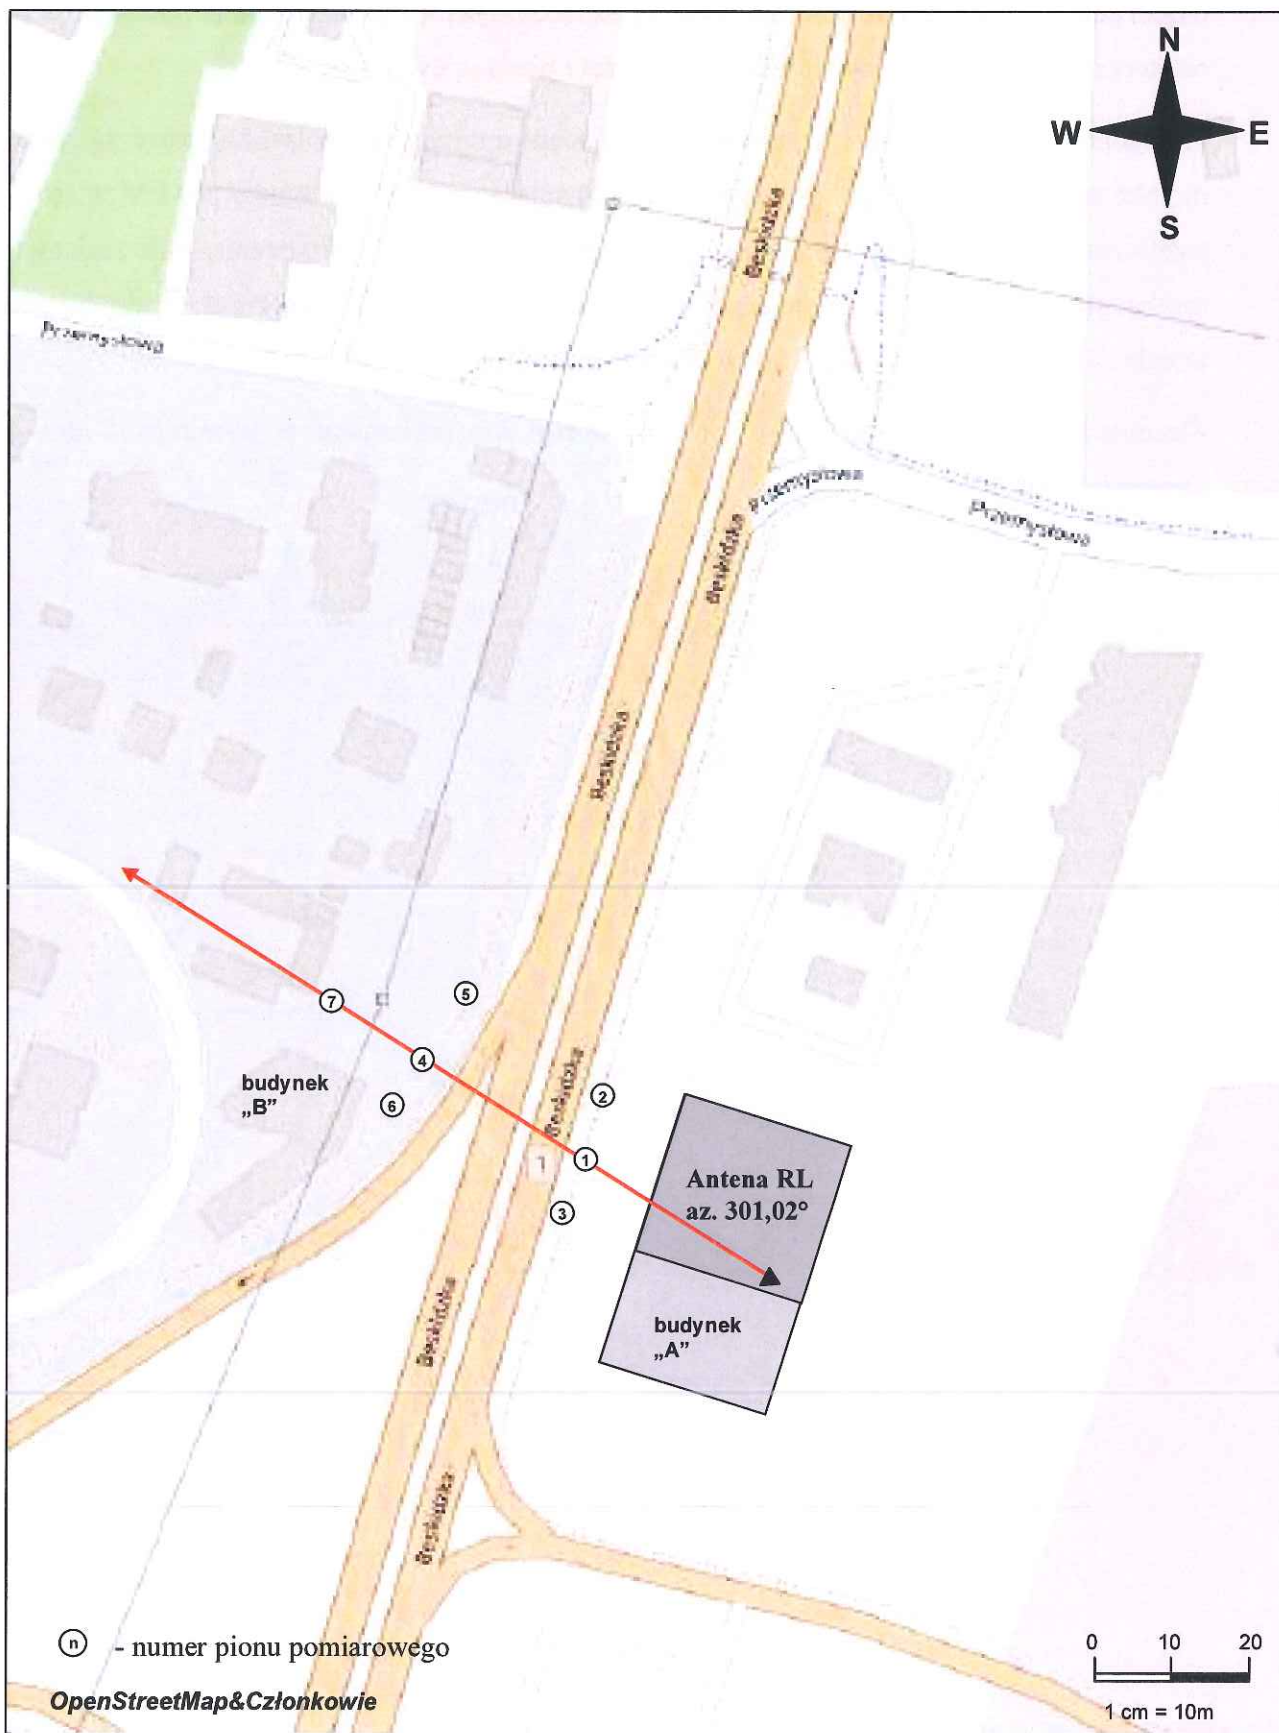 N
W E
S
Beskidzka
Przemysłowa
Przemysłowa
Przemysłowa
Beskidzka
Beskidzka
7
5
4
budynek
„B”
6
Beskidzka
2
1
1
Antena RL
az. 301,02°
3
budynek
„A”
Beskidzka
Beskidzka
n - numer pionu pomiarowego
0 10 20
OpenStreetMap&Członkowie
1 cm = 10m